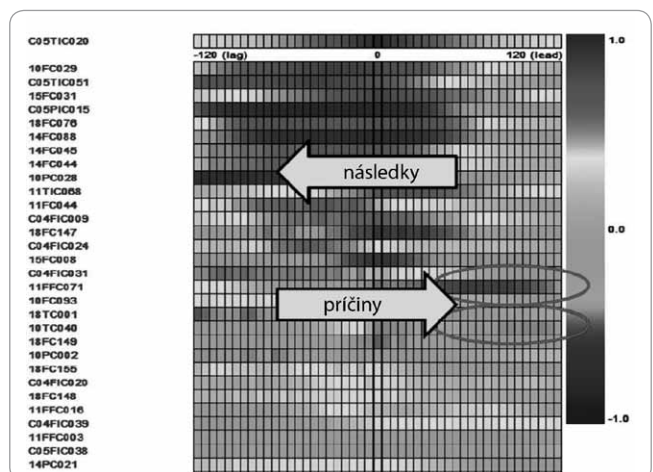 C05TIC020
-120 (lag) 0 120 (lead)
10FC029
C05TIC051
15FC031
C05PIC015
18FC076
14FC088
14FC045
14FC044
10PC028
11TIC068
11FC044
C04FIC009
18FC147
C04FIC024
15FC008
C04FIC031
11FFC071
10FC093
18TC001
10TC040
18FC149
10PC002
18FC155
C04FIC020
18FC148
11FFC016
C04FIC039
11FFC003
C05FIC038
14PC021
následky
príčiny
1.0
0.0
-1.0